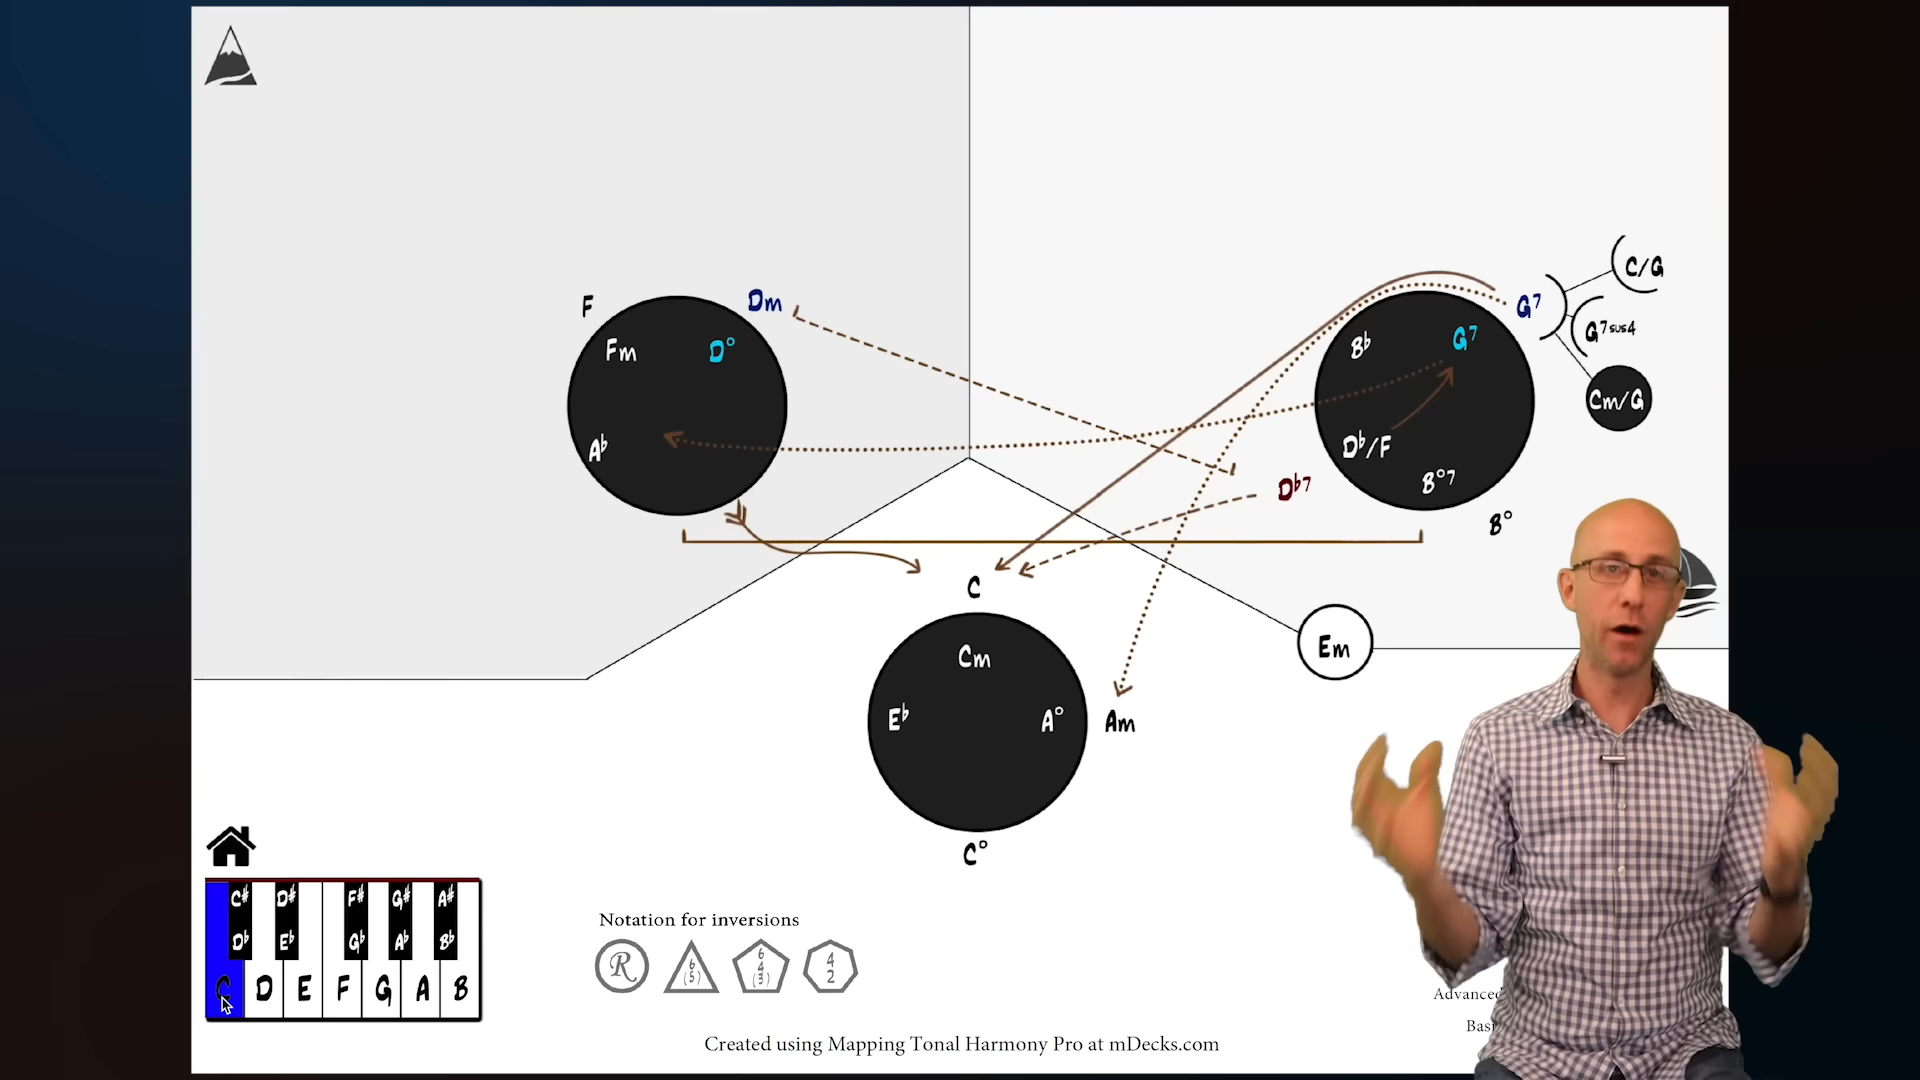 F
Dm
Fm
D°
A♭
C/G
G⁷
G⁷sus4
Cm/G
B♭
G⁷
D♭/F
B°⁷
D♭⁷
B°
C
Cm
E♭
A°
Am
C°
Em
C# D# F# G# A#
D♭ E♭ G♭ A♭ B♭
C D E F G A B
Notation for inversions
R 6 (5) 6 4 (3) 4 2
Advanced
Created using Mapping Tonal Harmony Pro at mDecks.com